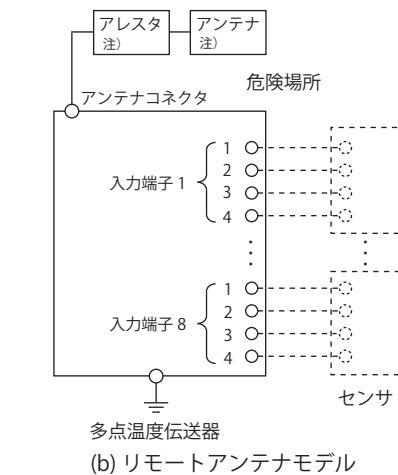 アレスタ
注）
アンテナ
注）
危険場所
アンテナコネクタ
入力端子 1
1
2
3
4
入力端子 8
1
2
3
4
センサ
多点温度伝送器
(b) リモートアンテナモデル